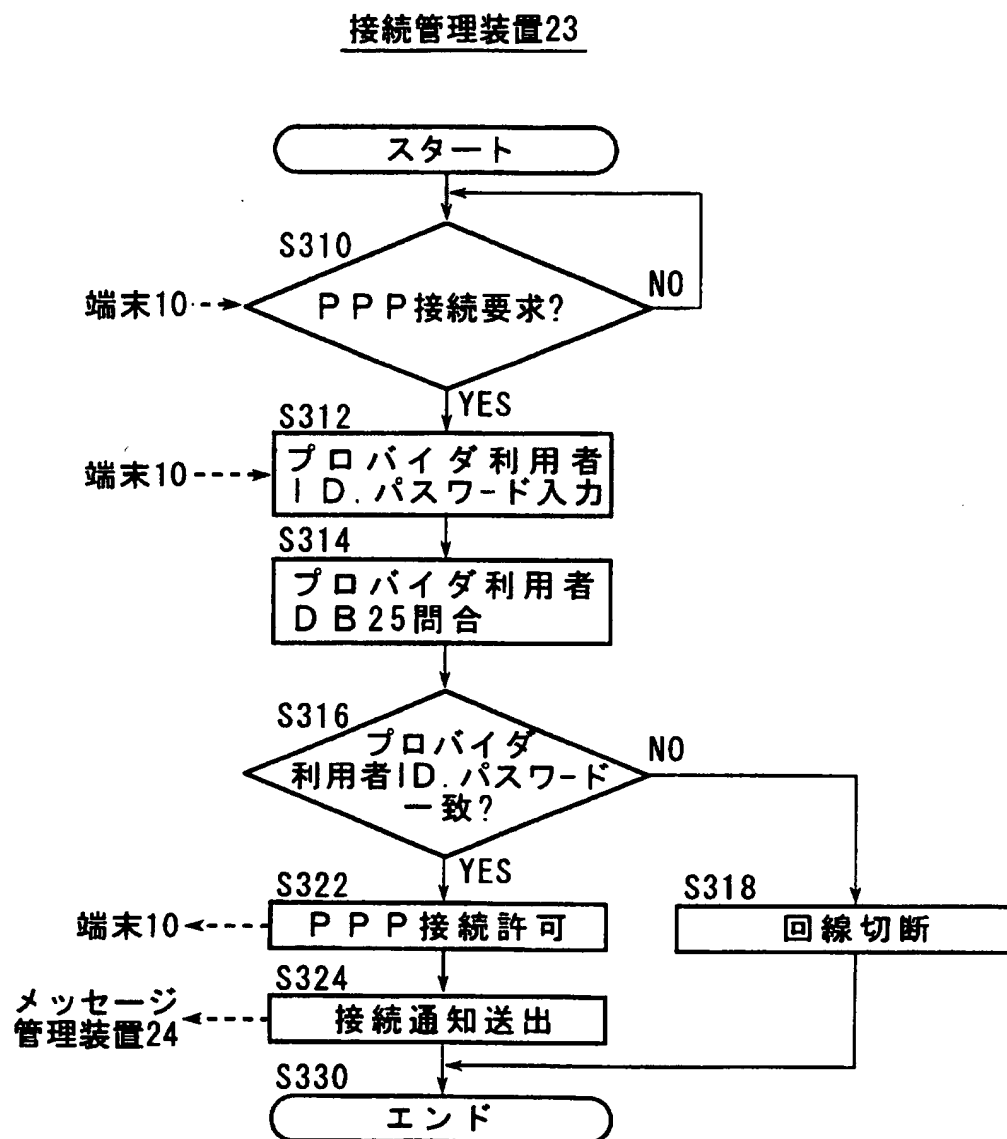 接続管理装置23
スタート
S310
端末10
PPP接続要求?
NO
YES
S312
端末10
プロバイダ利用者
ID.パスワード入力
S314
プロバイダ利用者
DB25問合
S316
プロバイダ
利用者ID.パスワード
一致?
NO
YES
S322
端末10
PPP接続許可
S318
回線切断
S324
メッセージ
管理装置24
接続通知送出
S330
エンド